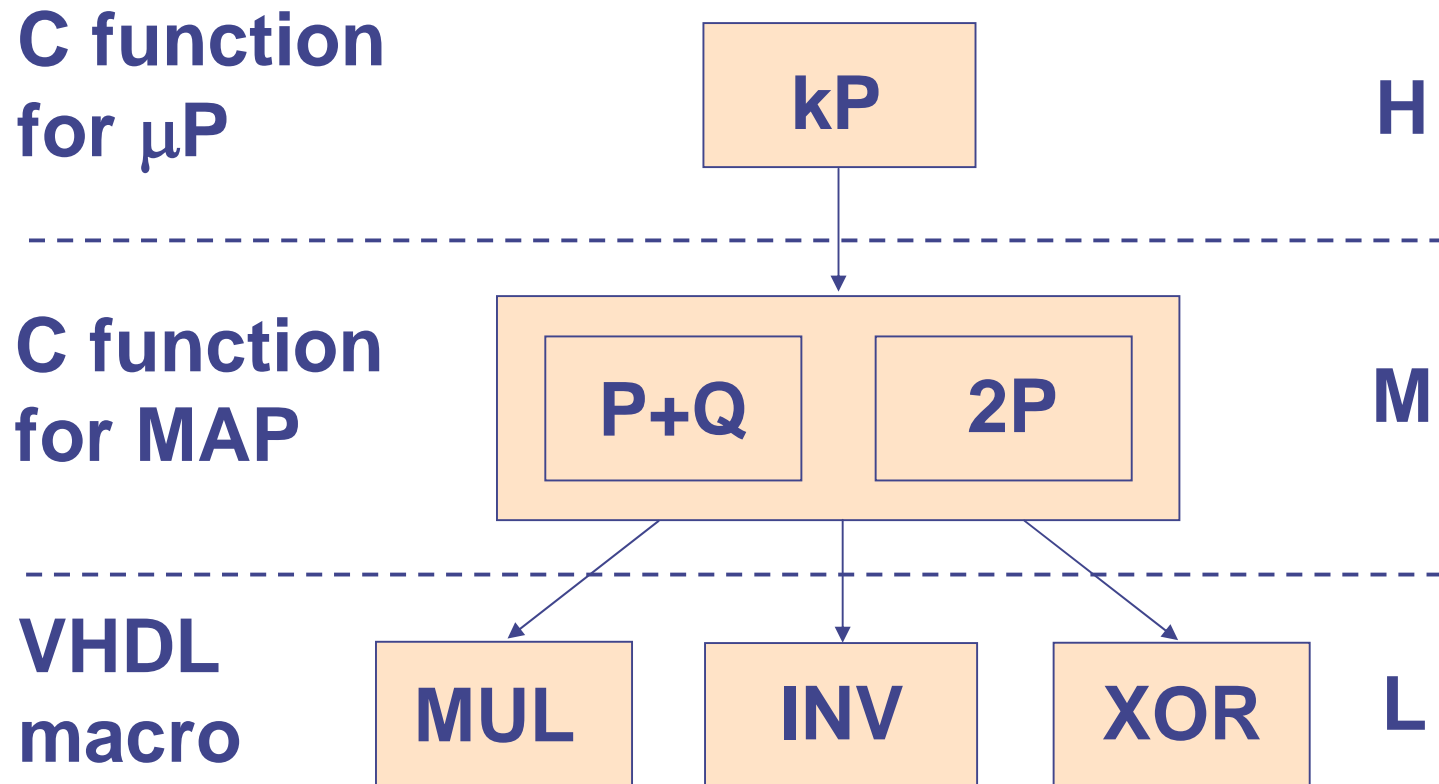 C function
for μP
kP
H
C function
for MAP
P+Q
2P
M
VHDL
macro
MUL
INV
XOR
L